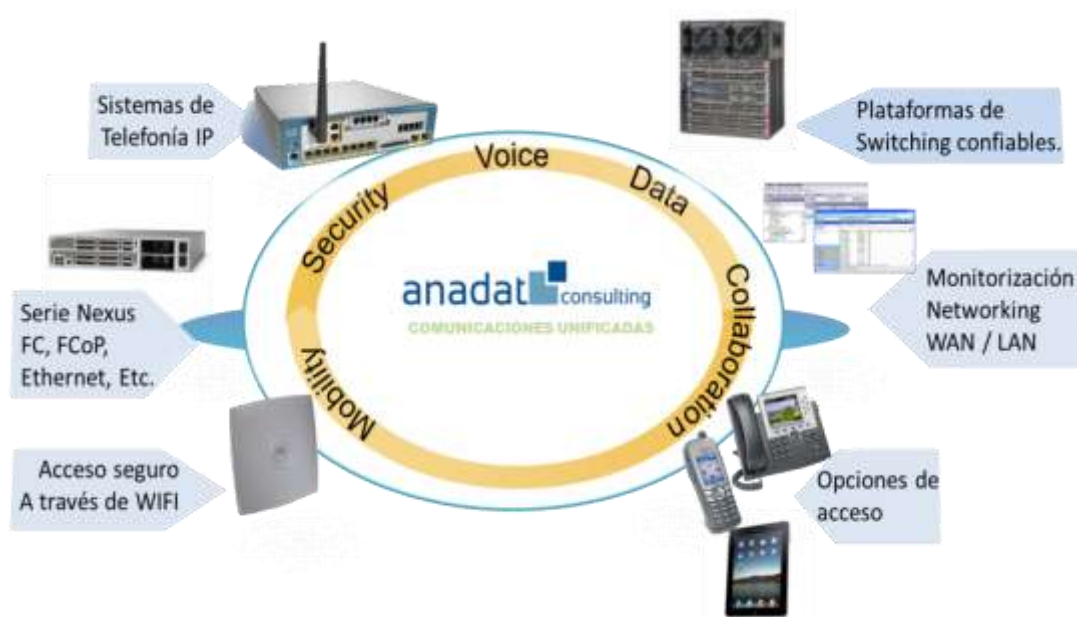 Sistemas de
Telefonía IP
Plataformas de
Switching confiables.
Voice
Data
Security
Collaboration
Mobility
anadat consulting
COMUNICACIONES UNIFICADAS
Serie Nexus
FC, FCoP,
Ethernet, Etc.
Monitorización
Networking
WAN / LAN
Acceso seguro
A través de WIFI
Opciones de
acceso